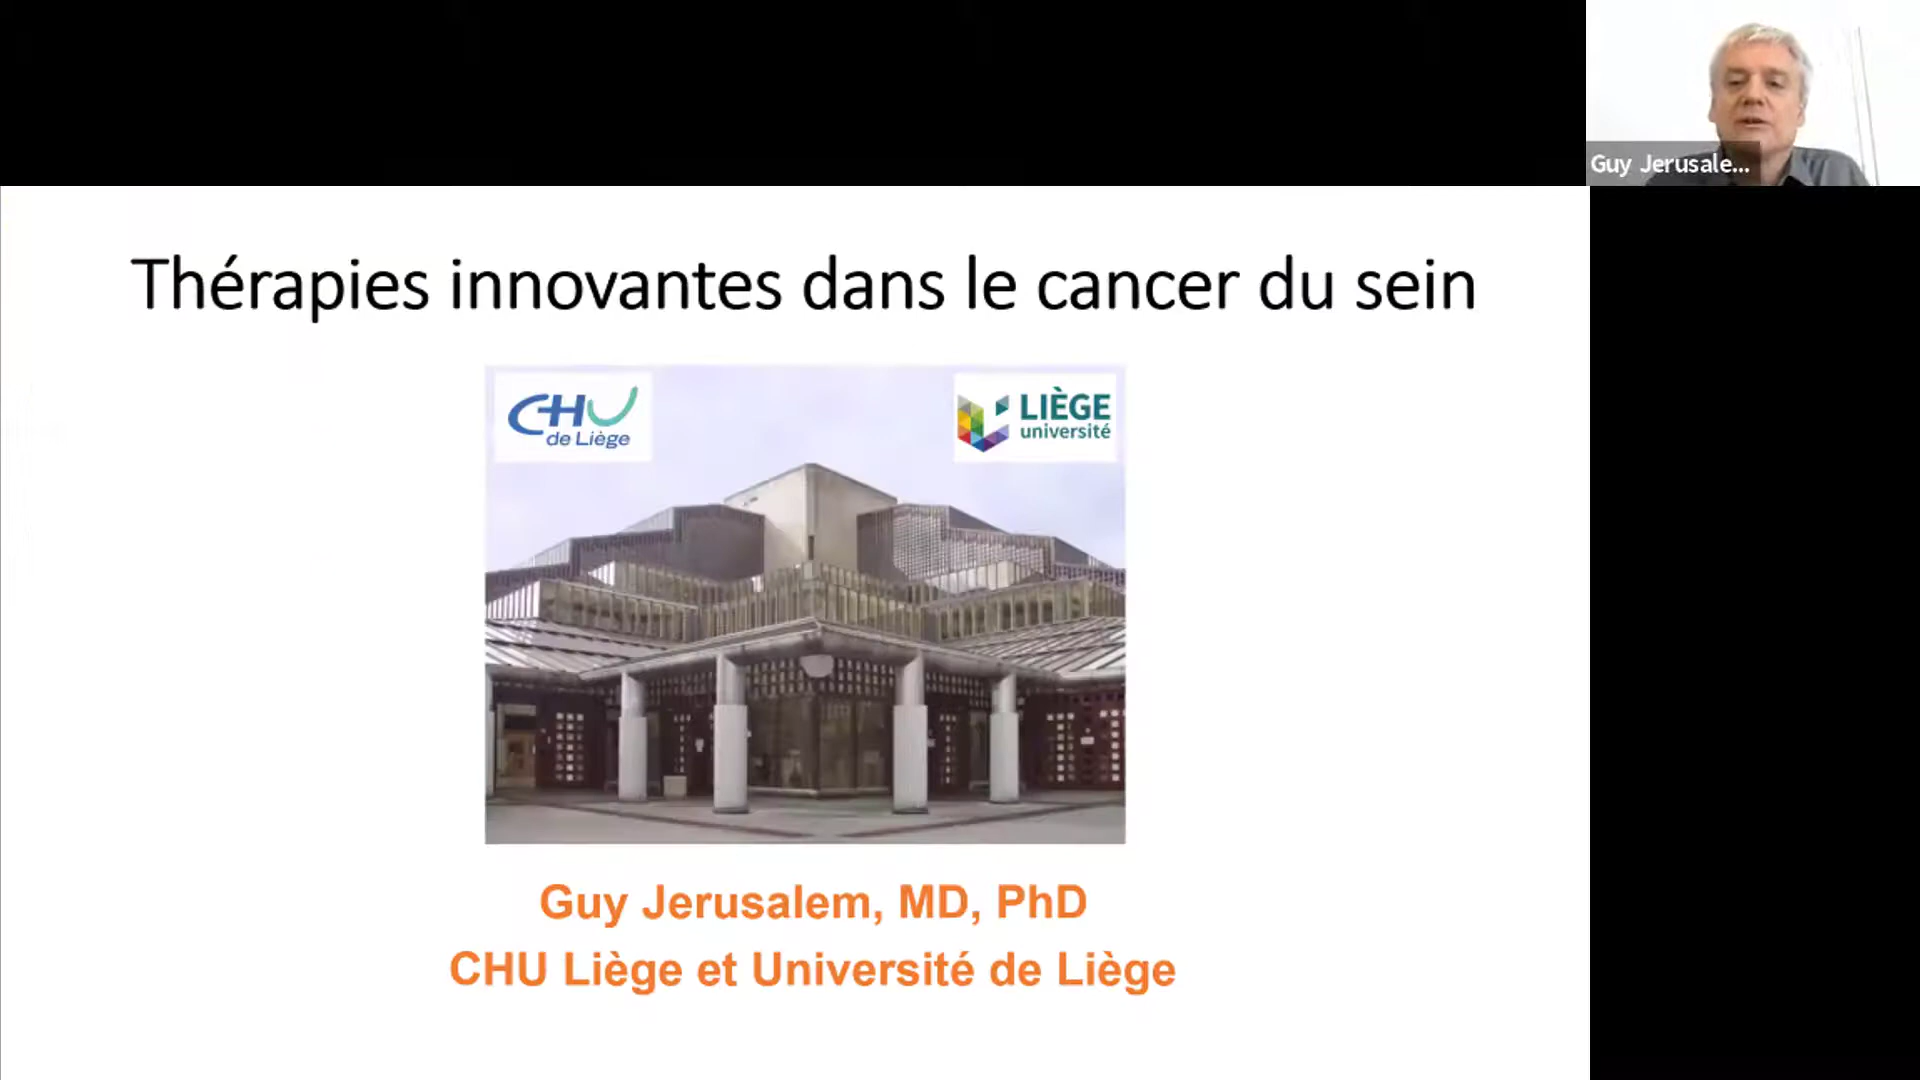 Guy Jerusale...
Thérapies innovantes dans le cancer du sein
CHU
de Liège
LIÈGE
université
Guy Jerusalem, MD, PhD
CHU Liège et Université de Liège